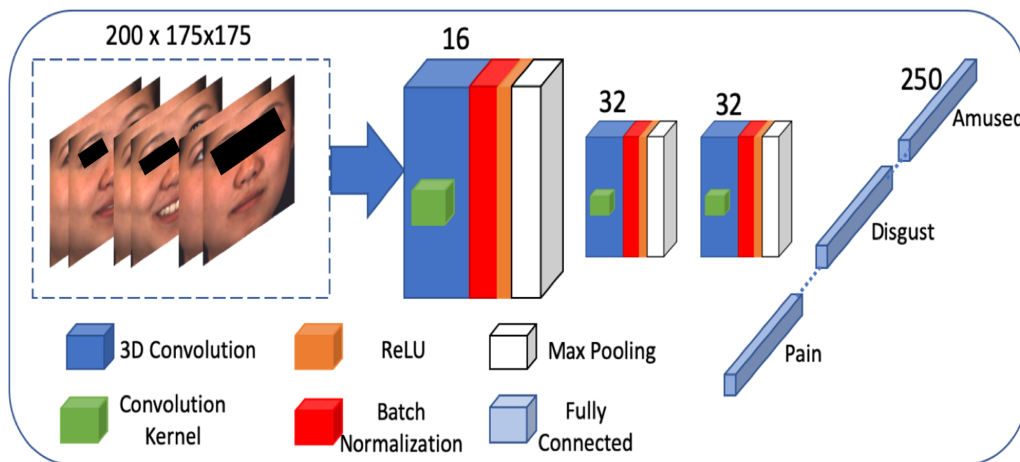 200 x 175x175
16
32
32
250
Amused
Disgust
Pain
3D Convolution
ReLU
Max Pooling
Convolution
Kernel
Batch
Normalization
Fully
Connected